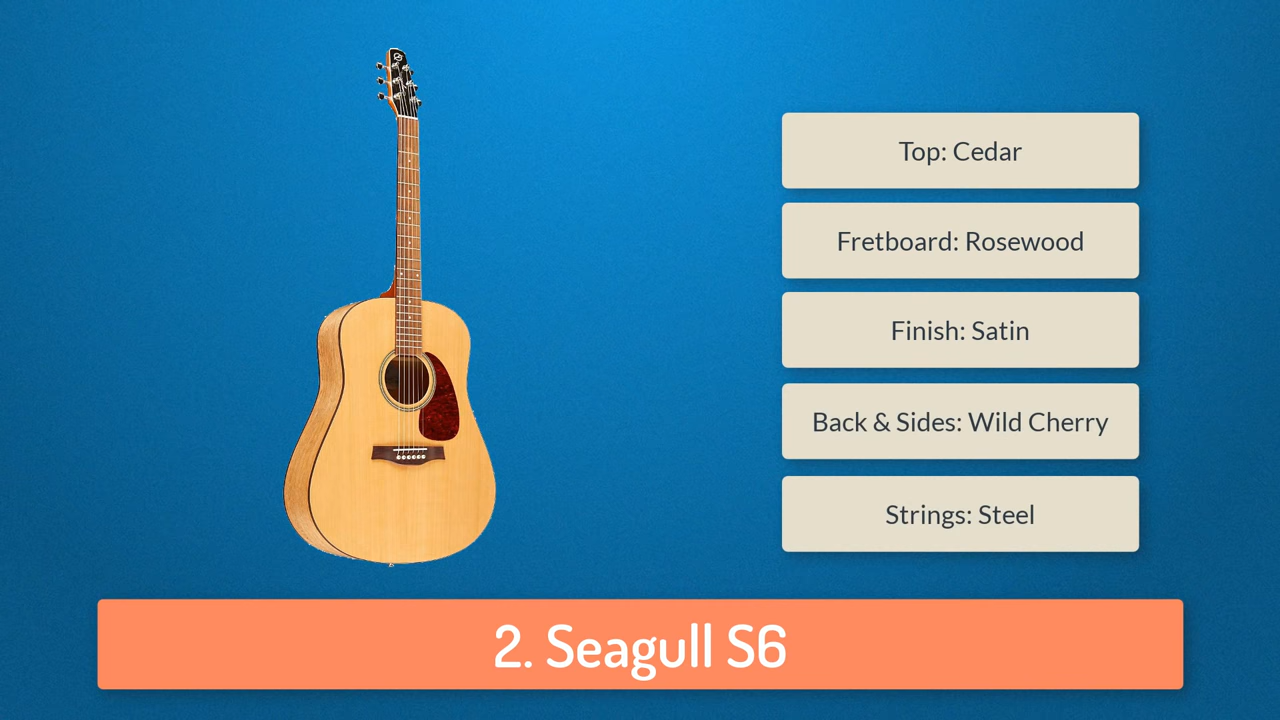 Top: Cedar
Fretboard: Rosewood
Finish: Satin
Back & Sides: Wild Cherry
Strings: Steel
2. Seagull S6